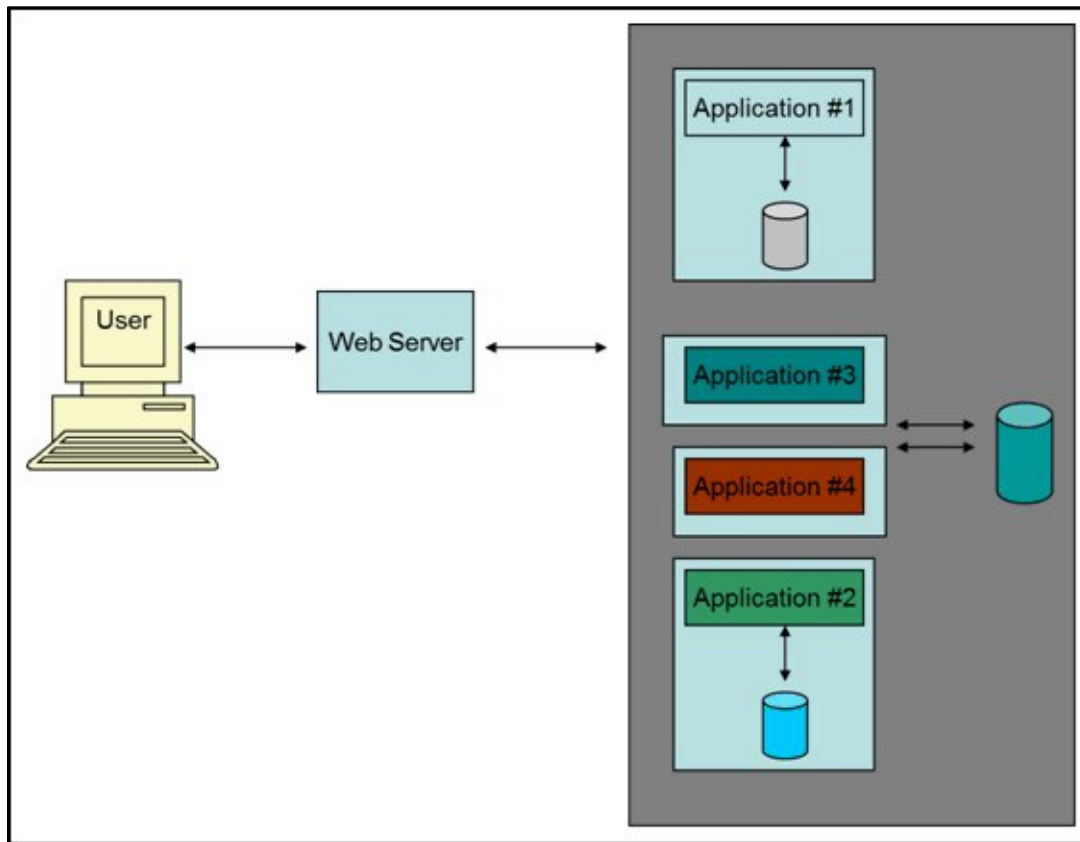 User
Web Server
Application #1
Application #3
Application #4
Application #2